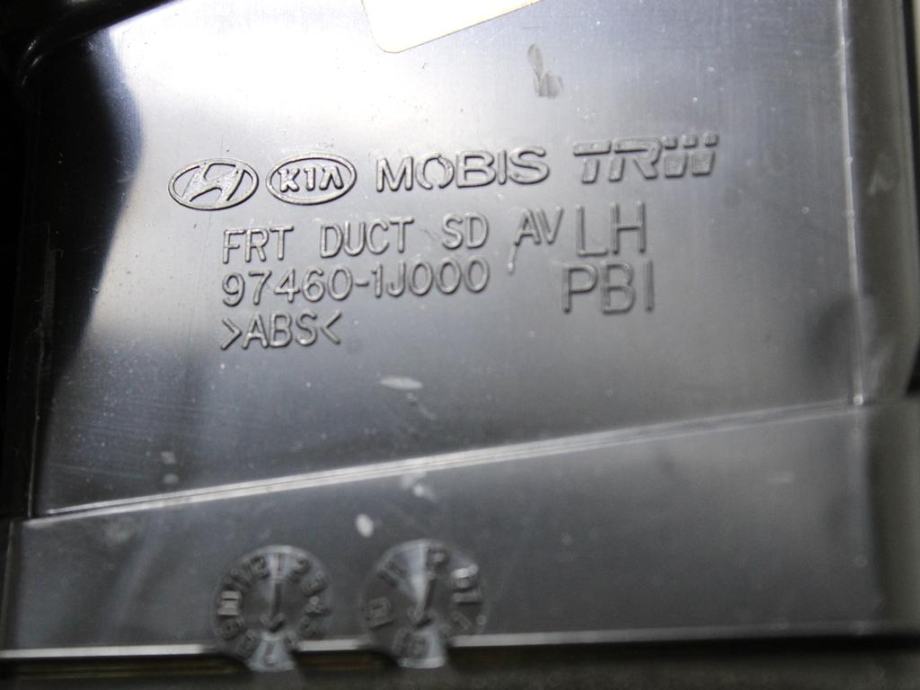 KIA MOBIS TRW
FRT DUCT SD AV LH
97460-1J000 PBI
>ABS<